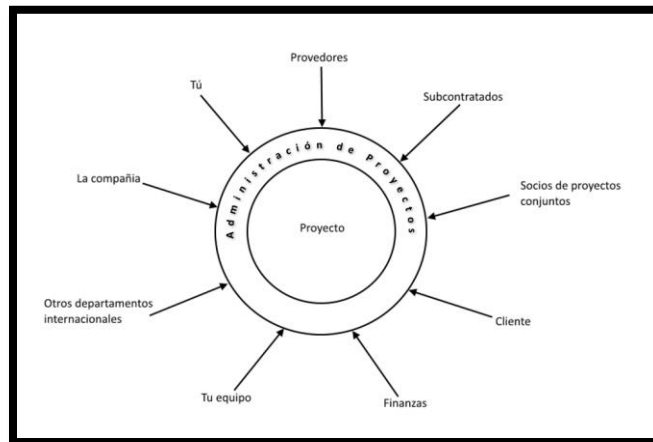 Provedores
Tú
Subcontratados
Administración de Proyectos
La compañia
Socios de proyectos
conjuntos
Proyecto
Otros departamentos
internacionales
Cliente
Tu equipo
Finanzas